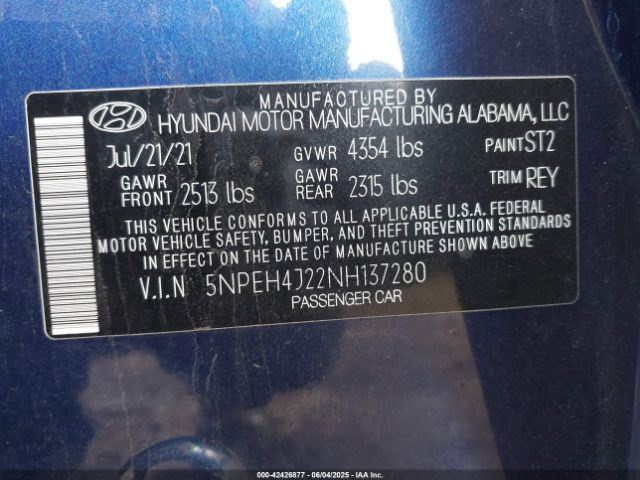 MANUFACTURED BY
HYUNDAI MOTOR MANUFACTURING ALABAMA, LLC
Jul/21/21 GVWR 4354 lbs PAINT ST2
GAWR FRONT 2513 lbs GAWR REAR 2315 lbs TRIM REY
THIS VEHICLE CONFORMS TO ALL APPLICABLE U.S.A. FEDERAL
MOTOR VEHICLE SAFETY, BUMPER, AND THEFT PREVENTION STANDARDS
IN EFFECT ON THE DATE OF MANUFACTURE SHOWN ABOVE
V.I.N 5NPEH4J22NH137280
PASSENGER CAR
000-42426877 - 06/04/2025 - IAA Inc.